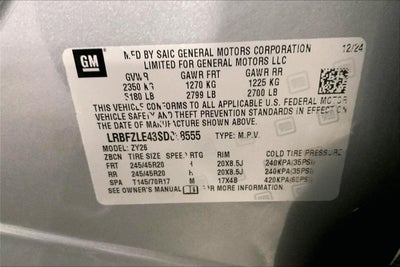 GM
MFD BY SAIC GENERAL MOTORS CORPORATION 12/24
LIMITED FOR GENERAL MOTORS LLC
GVWR GAWR FRT GAWR RR
2350 KG 1270 KG 1225 KG
5180 LB 2799 LB 2700 LB
THIS VEHICLE CONFORMS TO ALL APPLICABLE U.S. FEDERAL MOTOR
VEHICLE SAFETY AND THEFT PREVENTION STANDARDS IN EFFECT ON
THE DATE OF MANUFACTURE SHOWN ABOVE.
TYPE: M.P.V.
MODEL: ZY26
ZBCN TIRE SIZE SPEED RTG RIM COLD TIRE PRESSURE
FRT 245/45R20 20X8.5J 240KPA(35PSI)
RR 245/45R20 20X8.5J 240KPA(35PSI)
SPA T145/70R17 M 17X4B 420KPA(60PSI)
SEE OWNER'S MANUAL FOR MORE INFORMATION.